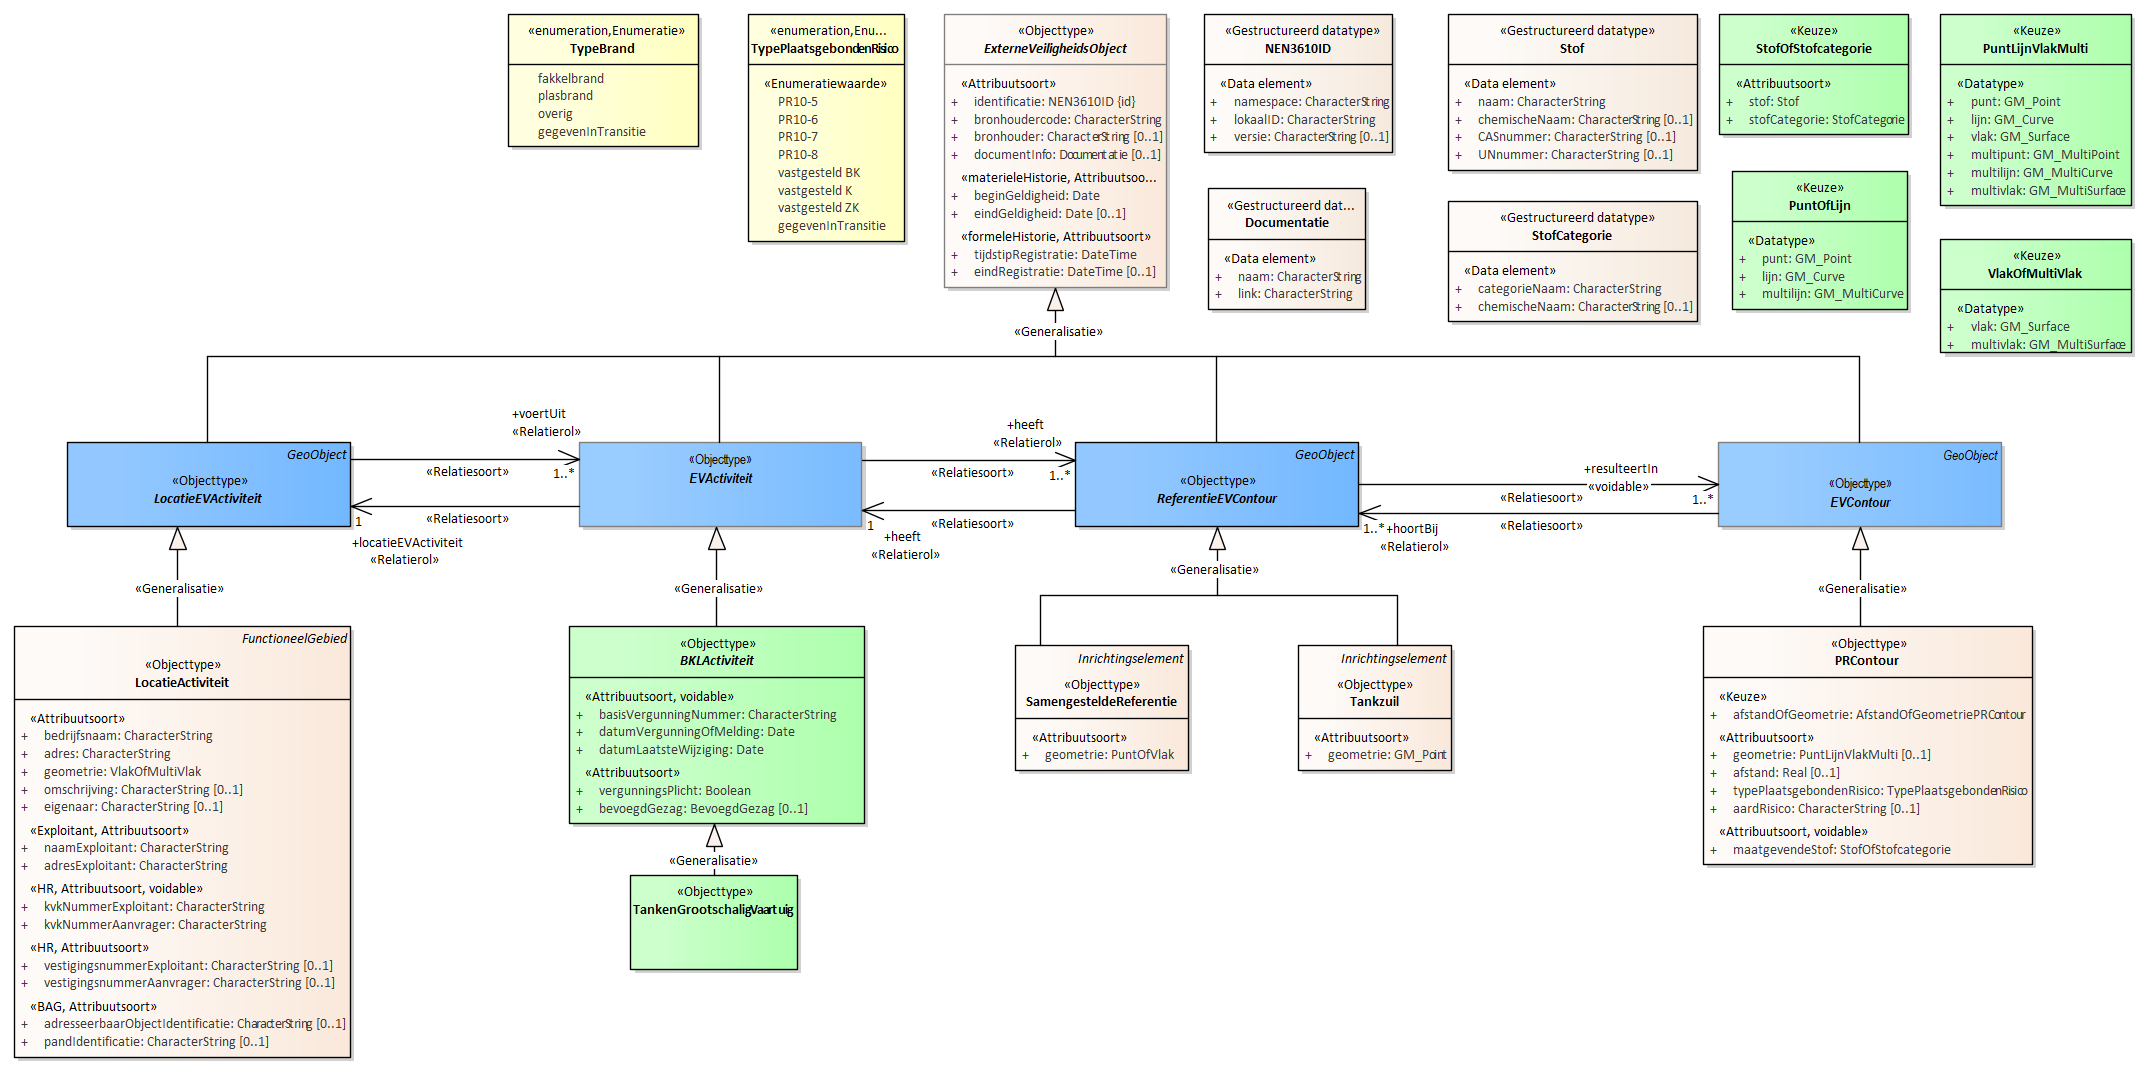 «enumeration,Enumeratie»
TypeBrand
fakkelbrand
plasbrand
overig
gegevenInTransitie
«enumeration,Enu...
TypePlaatsgebondenRisico
«Enumeratiewaarde»
PR10-5
PR10-6
PR10-7
PR10-8
vastgesteld BK
vastgesteld K
vastgesteld ZK
gegevenInTransitie
«Objecttype»
ExterneVeiligheidsObject
«Attribuutsoort»
+ identificatie: NEN3610ID {id}
+ bronhoudercode: CharacterString
+ bronhouder: CharacterString [0..1]
+ documentInfo: Documentatie [0..1]
«materieleHistorie, Attribuutsoo...
+ beginGeldigheid: Date
+ eindGeldigheid: Date [0..1]
«formeleHistorie, Attribuutsoort»
+ tijdstipRegistratie: DateTime
+ eindRegistratie: DateTime [0..1]
«Gestructureerd datatype»
NEN3610ID
«Data element»
+ namespace: CharacterString
+ lokaalID: CharacterString
+ versie: CharacterString [0..1]
«Gestructureerd dat...
Documentatie
«Data element»
+ naam: CharacterString
+ link: CharacterString
«Gestructureerd datatype»
Stof
«Data element»
+ naam: CharacterString
+ chemischeNaam: CharacterString [0..1]
+ CASnummer: CharacterString [0..1]
+ UNnummer: CharacterString [0..1]
«Gestructureerd datatype»
StofCategorie
«Data element»
+ categorieNaam: CharacterString
+ chemischeNaam: CharacterString [0..1]
«Keuze»
StofOfStofcategorie
«Attribuutsoort»
+ stof: Stof
+ stofCategorie: StofCategorie
«Keuze»
PuntOfLijn
«Datatype»
+ punt: GM_Point
+ lijn: GM_Curve
+ multilijn: GM_MultiCurve
«Keuze»
PuntLijnVlakMulti
«Datatype»
+ punt: GM_Point
+ lijn: GM_Curve
+ vlak: GM_Surface
+ multipunt: GM_MultiPoint
+ multilijn: GM_MultiCurve
+ multivlak: GM_MultiSurface
«Keuze»
VlakOfMultiVlak
«Datatype»
+ vlak: GM_Surface
+ multivlak: GM_MultiSurface
«Generalisatie»
GeoObject
«Objecttype»
LocatieEVActiviteit
+voertUit
«Relatierol»
«Relatiesoort»
1..*
«Relatiesoort»
1
+locatieEVActiviteit
«Relatierol»
«Objecttype»
EVActiviteit
+heeft
«Relatierol»
«Relatiesoort»
1..*
«Relatiesoort»
1
+heeft
«Relatierol»
GeoObject
«Objecttype»
ReferentieEVContour
+resulteertIn
«voidable»
«Relatiesoort»
1..*
«Relatiesoort»
1..*
+hoortBij
«Relatierol»
GeoObject
«Objecttype»
EVContour
«Generalisatie»
«Generalisatie»
«Generalisatie»
«Generalisatie»
FunctioneelGebied
«Objecttype»
LocatieActiviteit
«Attribuutsoort»
+ bedrijfsnaam: CharacterString
+ adres: CharacterString
+ geometrie: VlakOfMultiVlak
+ omschrijving: CharacterString [0..1]
+ eigenaar: CharacterString [0..1]
«Exploitant, Attribuutsoort»
+ naamExploitant: CharacterString
+ adresExploitant: CharacterString
«HR, Attribuutsoort, voidable»
+ kvkNummerExploitant: CharacterString
+ kvkNummerAanvrager: CharacterString
«HR, Attribuutsoort»
+ vestigingsnummerExploitant: CharacterString [0..1]
+ vestigingsnummerAanvrager: CharacterString [0..1]
«BAG, Attribuutsoort»
+ adresseerbaarObjectIdentificatie: CharacterString [0..1]
+ pandIdentificatie: CharacterString [0..1]
«Objecttype»
BKLActiviteit
«Attribuutsoort, voidable»
+ basisVergunningNummer: CharacterString
+ datumVergunningOfMelding: Date
+ datumLaatsteWijziging: Date
«Attribuutsoort»
+ vergunningsPlicht: Boolean
+ bevoegdGezag: BevoegdGezag [0..1]
«Generalisatie»
«Objecttype»
TankenGrootschaligVaartuig
Inrichtingselement
«Objecttype»
SamengesteldeReferentie
«Attribuutsoort»
+ geometrie: PuntOfVlak
Inrichtingselement
«Objecttype»
Tankzuil
«Attribuutsoort»
+ geometrie: GM_Point
«Objecttype»
PRContour
«Keuze»
+ afstandOfGeometrie: AfstandOfGeometriePRContour
«Attribuutsoort»
+ geometrie: PuntLijnVlakMulti [0..1]
+ afstand: Real [0..1]
+ typePlaatsgebondenRisico: TypePlaatsgebondenRisico
+ aardRisico: CharacterString [0..1]
«Attribuutsoort, voidable»
+ maatgevendeStof: StofOfStofcategorie